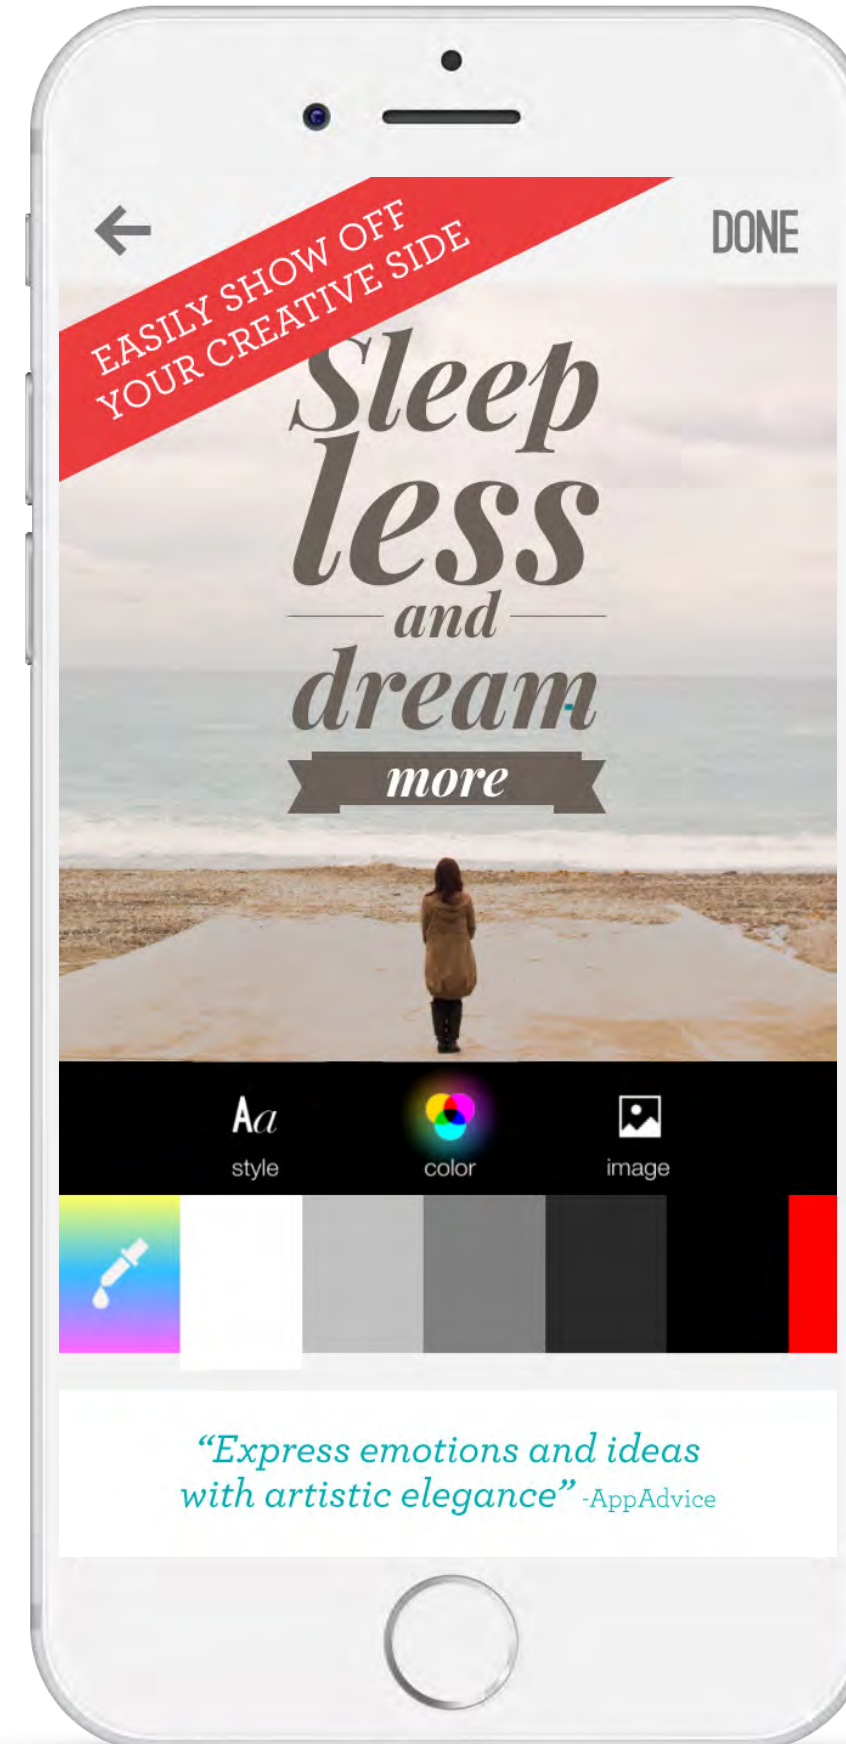 EASILY SHOW OFF
YOUR CREATIVE SIDE
DONE
Sleep
less
and
dream
more
Aa
style
color
image
“Express emotions and ideas
with artistic elegance” -AppAdvice